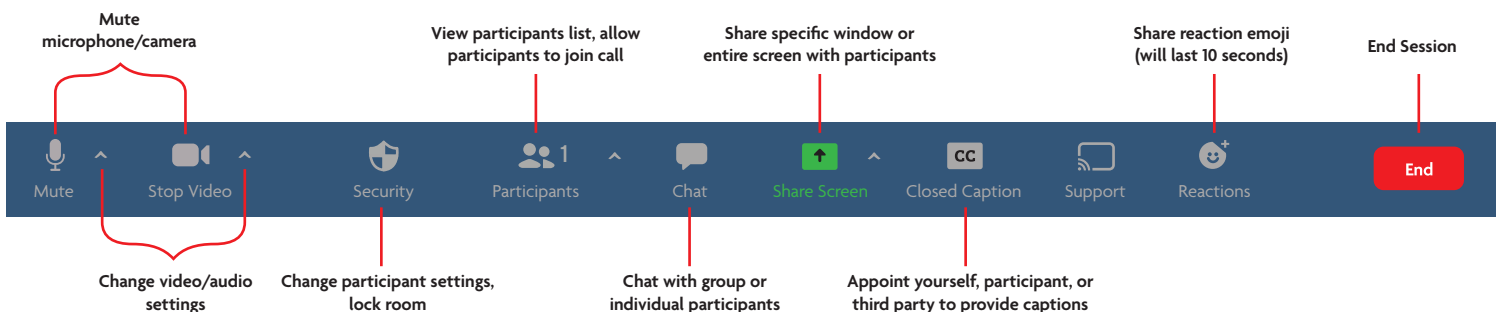 Mute
microphone/camera
View participants list, allow
participants to join call
Share specific window or
entire screen with participants
Share reaction emoji
(will last 10 seconds)
End Session
1
CC
End
Mute
Stop Video
Security
Participants
Chat
Share Screen
Closed Caption
Support
Reactions
Change video/audio
settings
Change participant settings,
lock room
Chat with group or
individual participants
Appoint yourself, participant, or
third party to provide captions